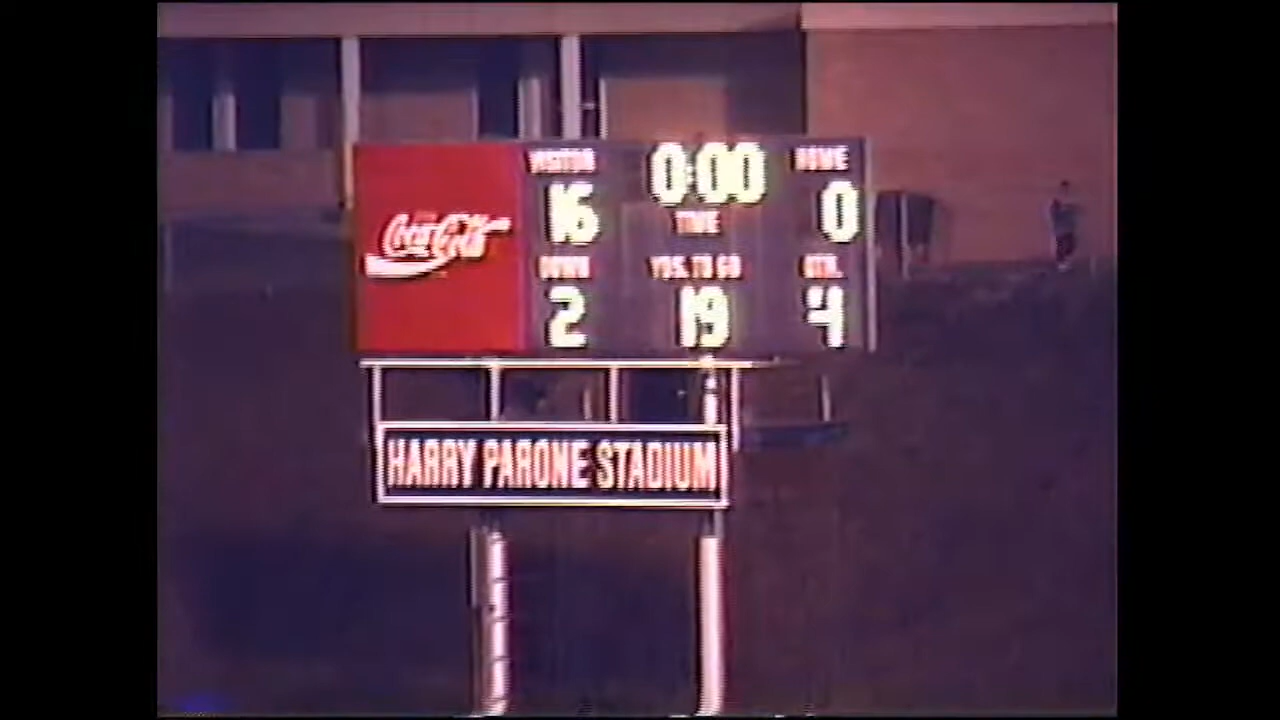 VISITOR 0:00 HOME
16 TIME 0
Coca-Cola
DOWN YDS. TO GO QTR.
2 19 4
HARRY PARONE STADIUM